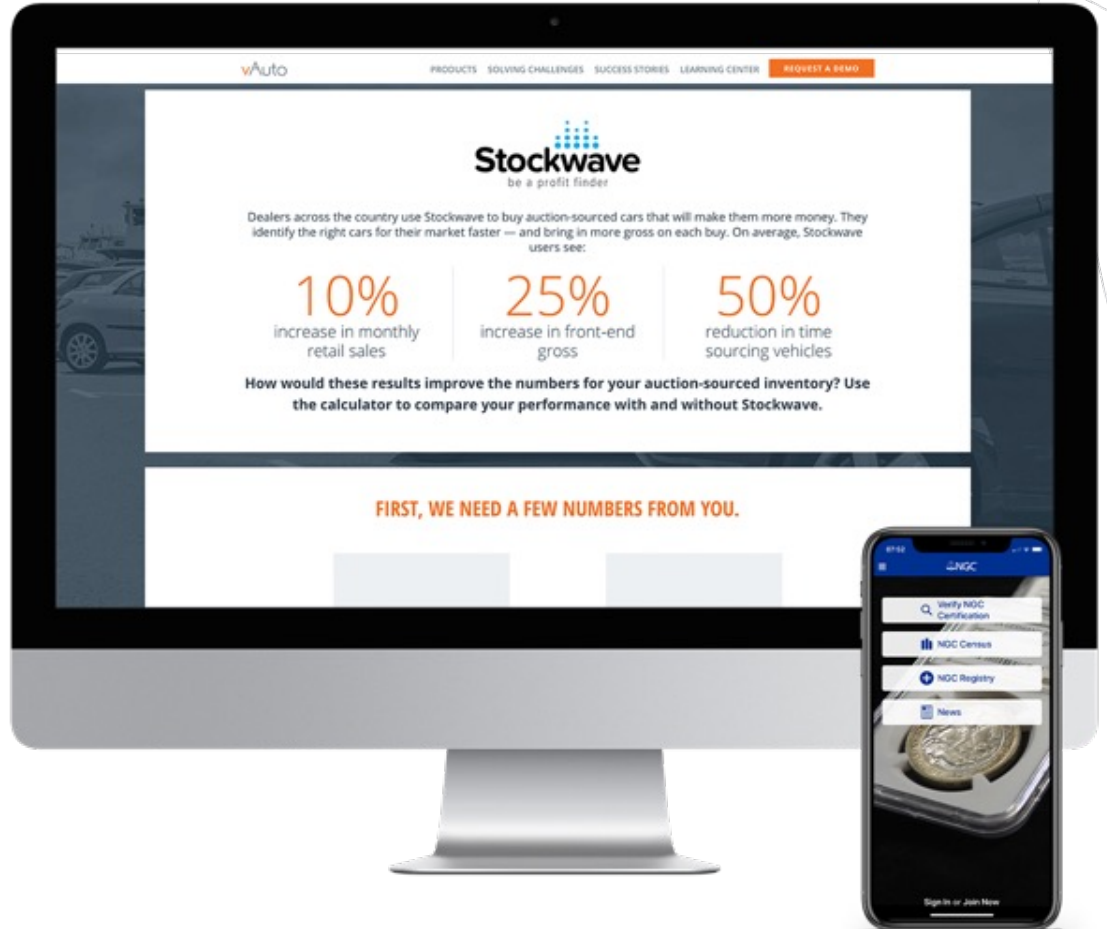 vAuto
PRODUCTS SOLVING CHALLENGES SUCCESS STORIES LEARNING CENTER REQUEST A DEMO
Stockwave
be a profit finder
Dealers across the country use Stockwave to buy auction-sourced cars that will make them more money. They
identify the right cars for their market faster — and bring in more gross on each buy. On average, Stockwave
users see:
10% 25% 50%
increase in monthly increase in front-end reduction in time
retail sales gross sourcing vehicles
How would these results improve the numbers for your auction-sourced inventory? Use
the calculator to compare your performance with and without Stockwave.
FIRST, WE NEED A FEW NUMBERS FROM YOU.
07:52
NGC
Verify NGC
Certification
NGC Census
NGC Registry
News
Sign In or Join Now